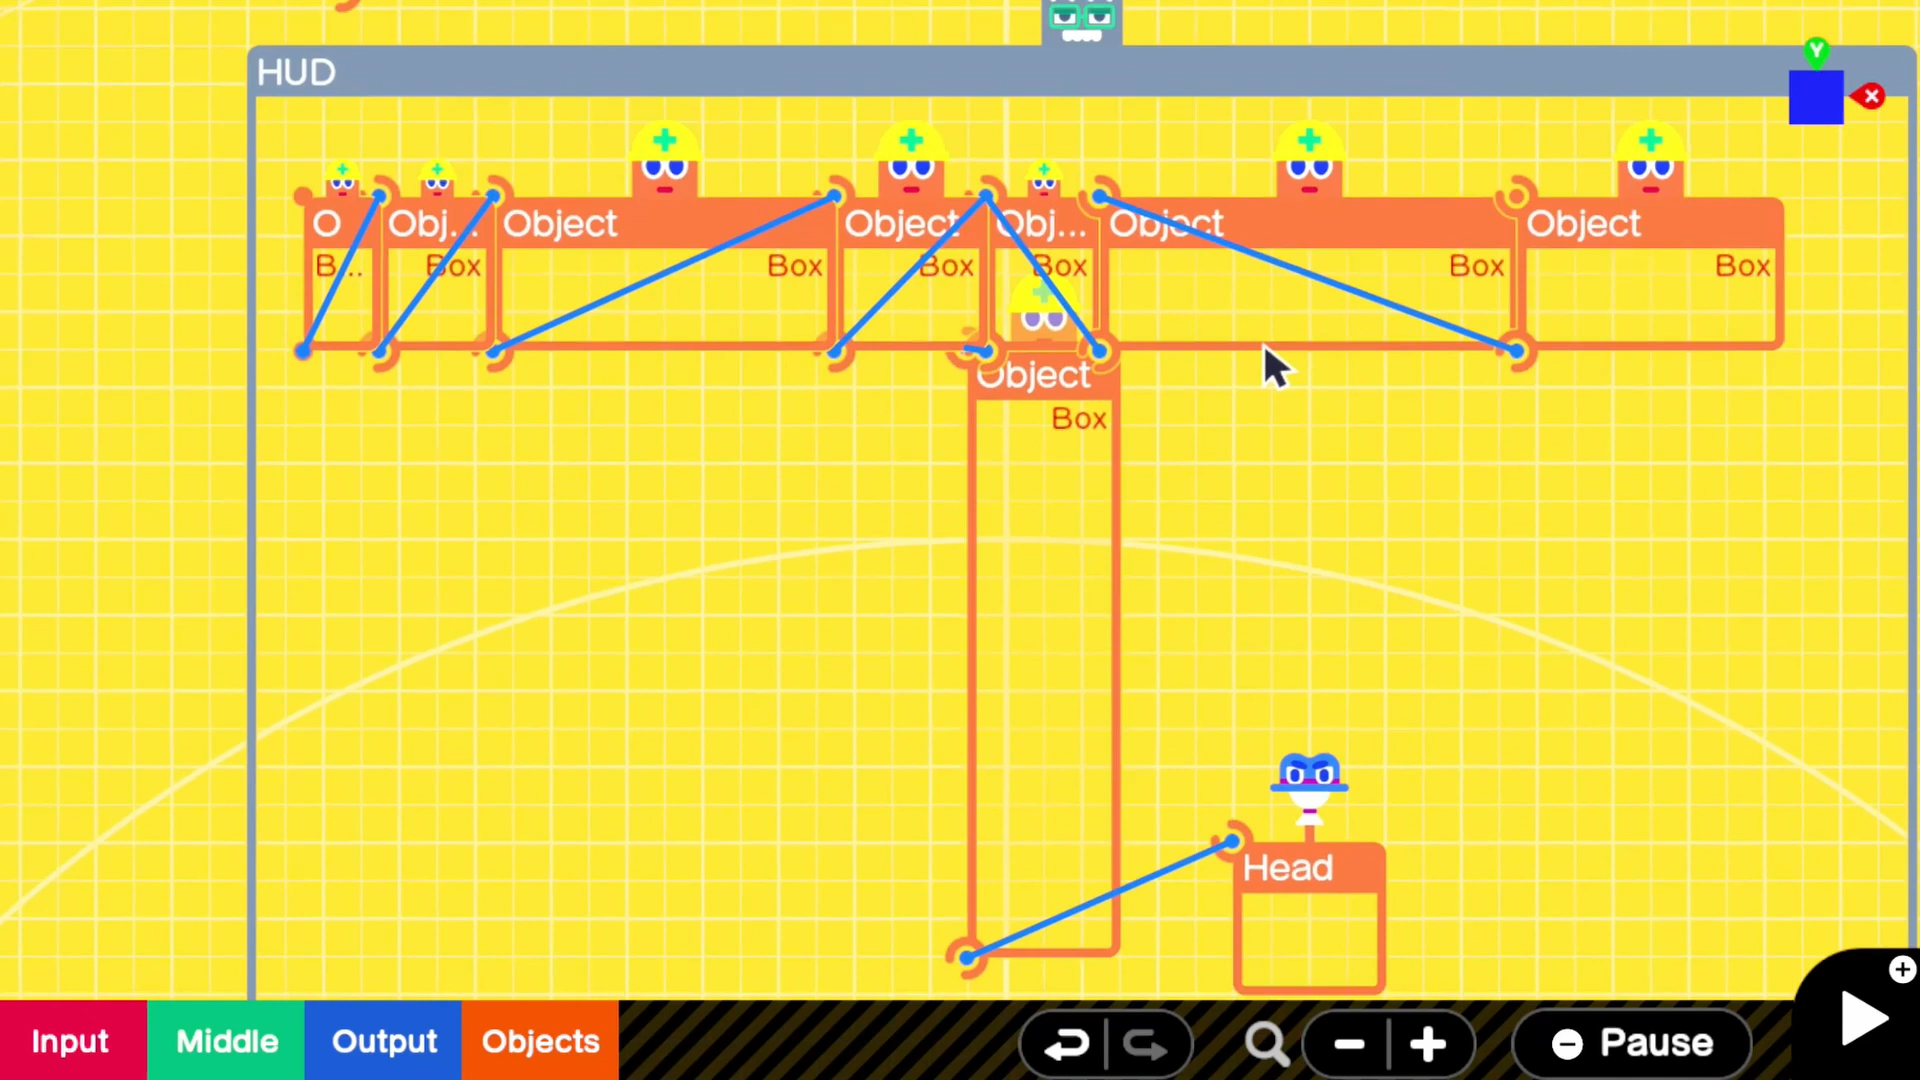 HUD
Y
O
Obj...
Object
Object
Obj...
Object
Object
B...
Box
Box
Box
Box
Box
Box
Object
Box
Head
Input
Middle
Output
Objects
Pause